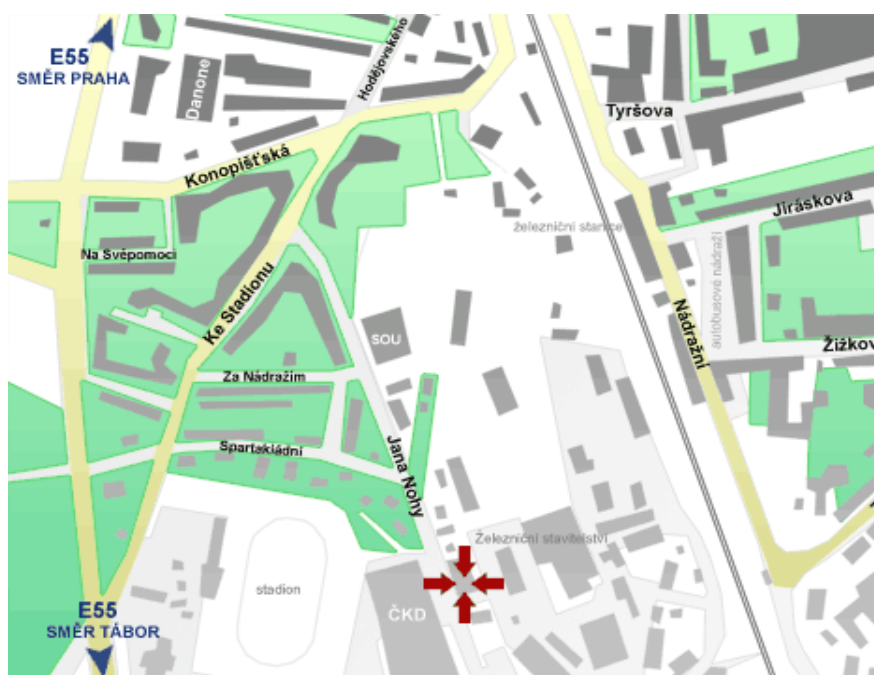 E55
SMĚR PRAHA
Danone
Hodějovského
Tyršova
Konopišťská
Jiráskova
železniční stanice
Na Svépomoci
autobusové nádraží
Ke Stadionu
Nádražní
SOU
Žižkov
Za Nádražím
Spartakiádní
Jana Nohy
Železniční stavitelství
stadion
E55
SMĚR TÁBOR
ČKD